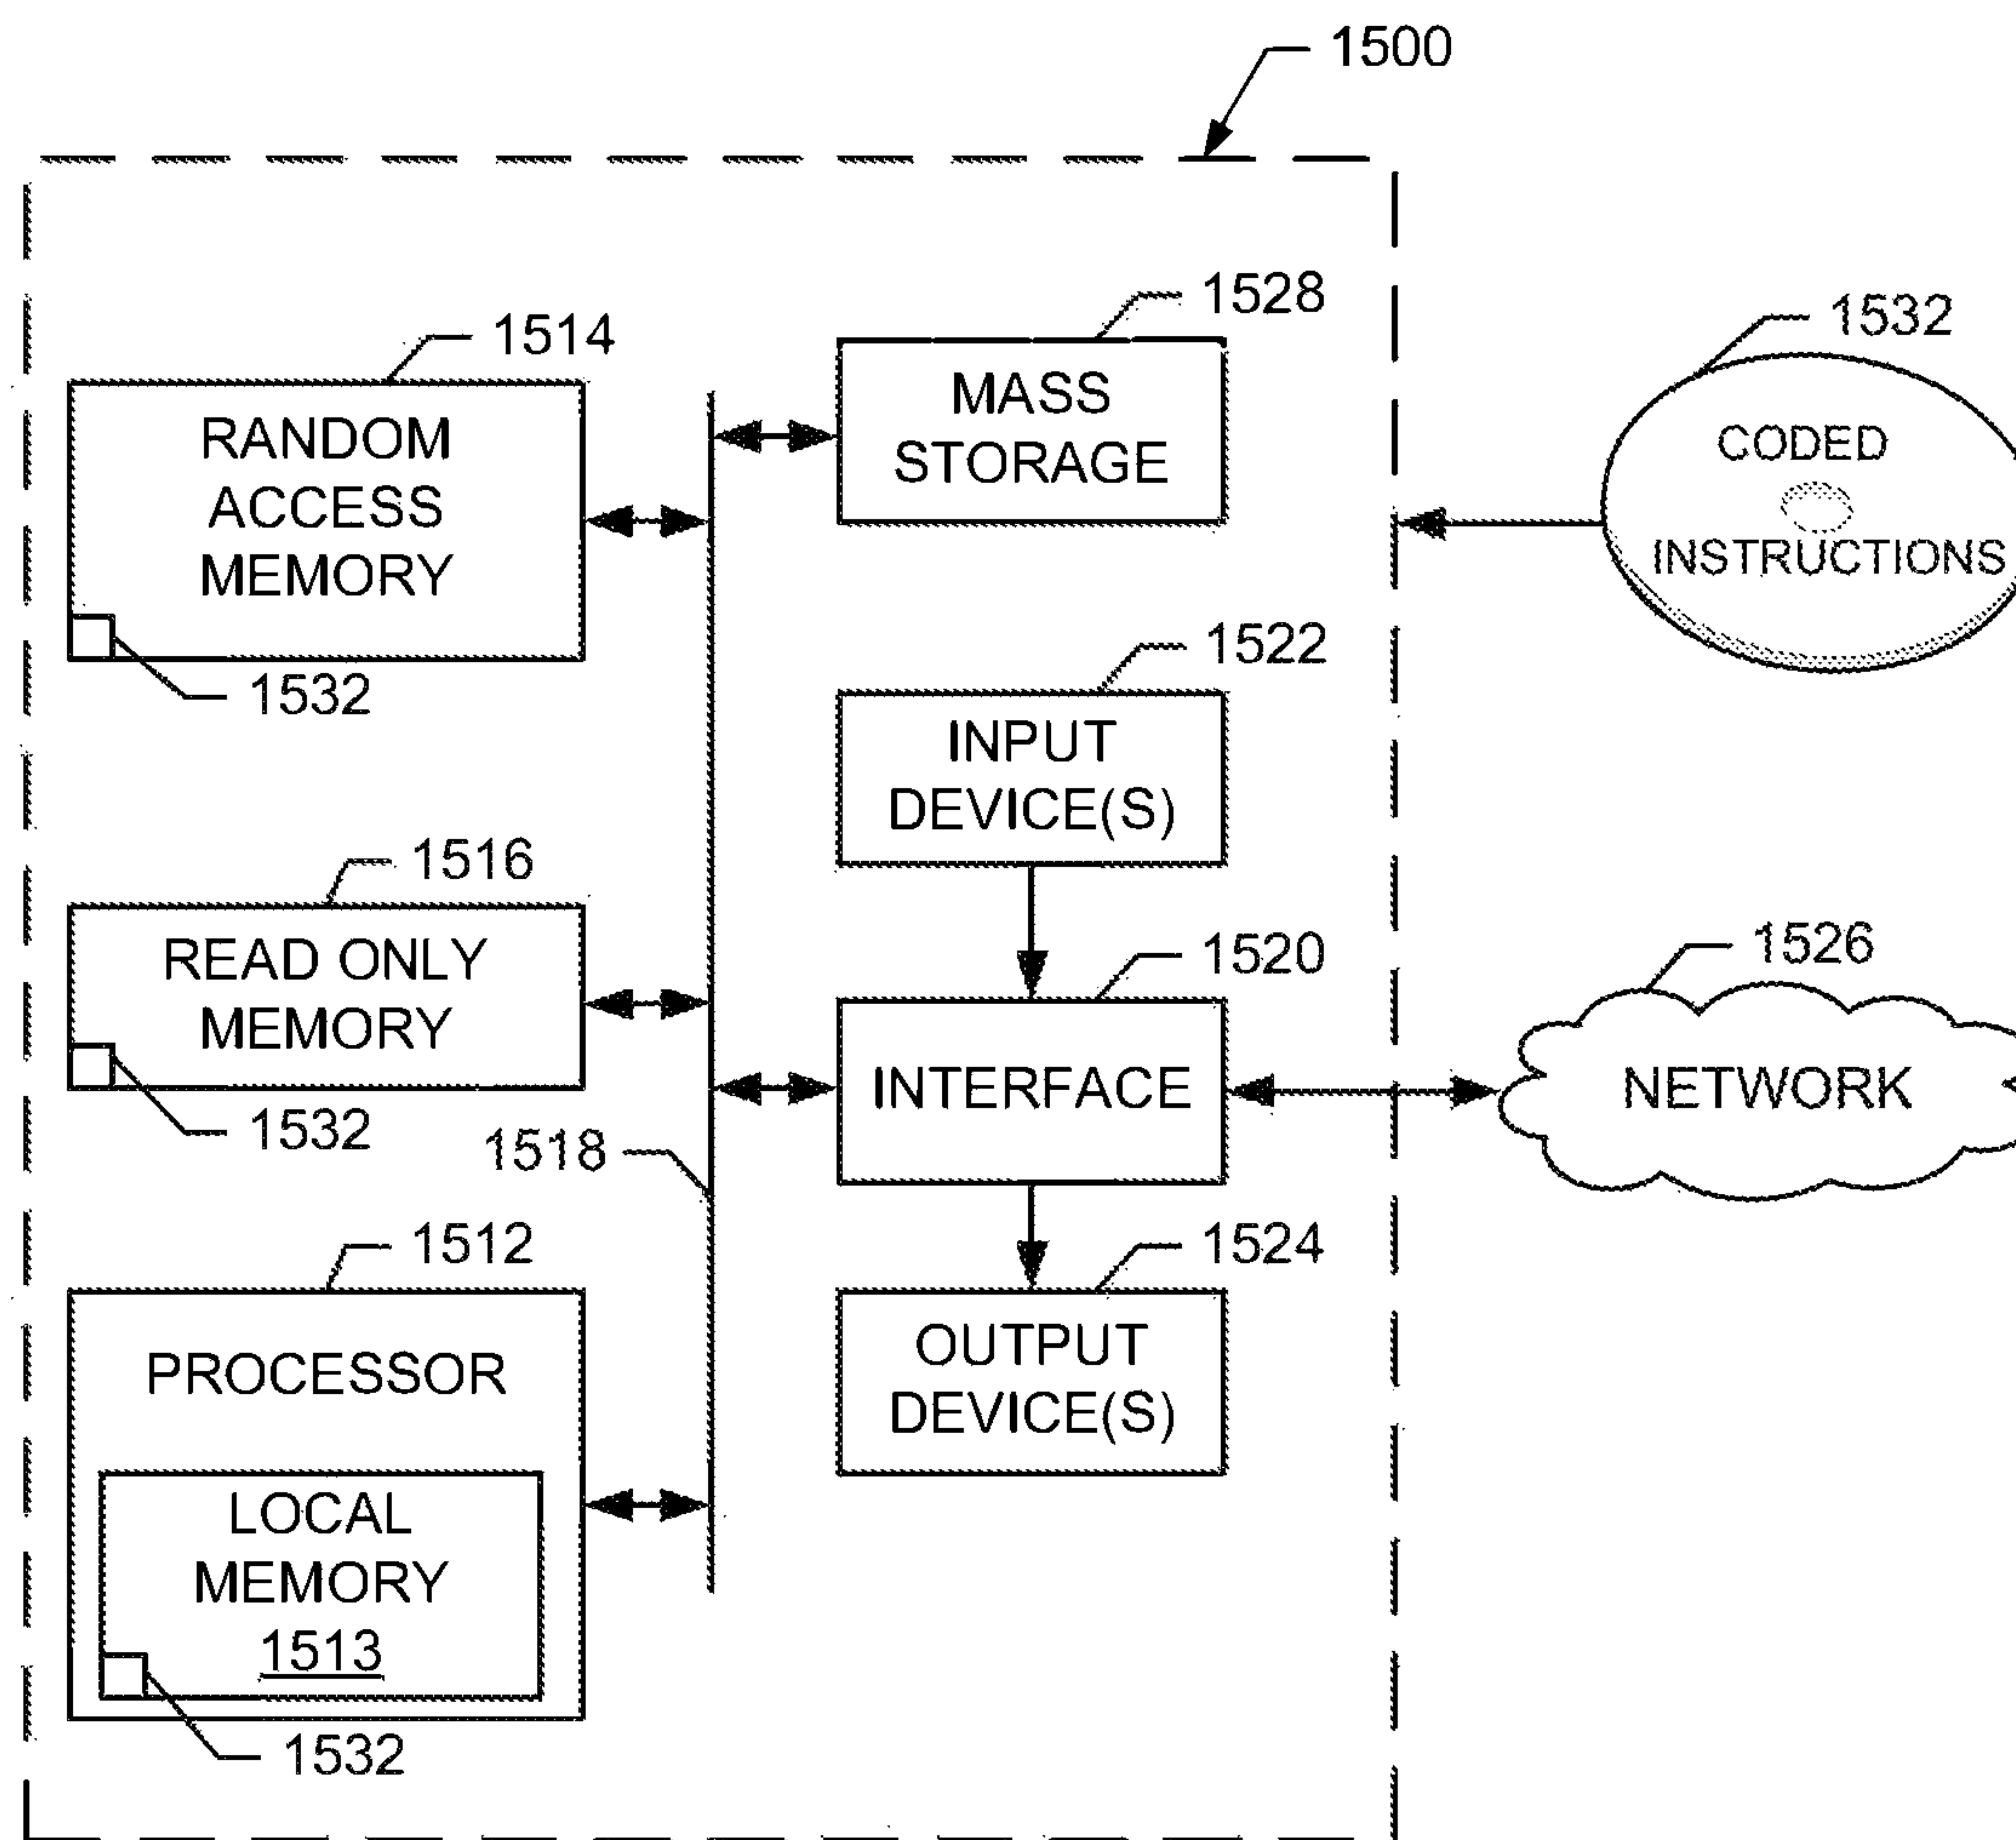 1500
1528
1532
1514
MASS
STORAGE
RANDOM
ACCESS
MEMORY
CODED
INSTRUCTIONS
1532
1522
INPUT
DEVICE(S)
1516
READ ONLY
MEMORY
1520
1526
INTERFACE
NETWORK
1532
1518
1512
1524
PROCESSOR
OUTPUT
DEVICE(S)
LOCAL
MEMORY
1513
1532